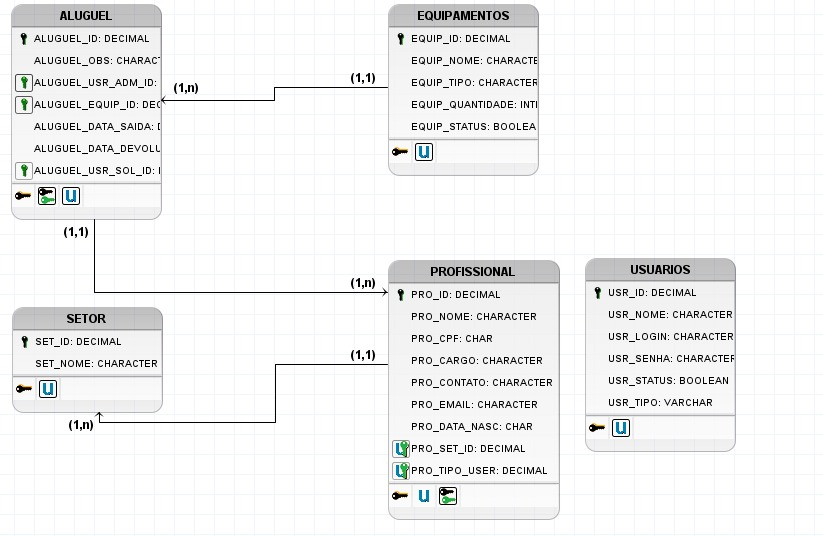 ALUGUEL
ALUGUEL_ID: DECIMAL
ALUGUEL_OBS: CHARAC
ALUGUEL_USR_ADM_ID:
ALUGUEL_EQUIP_ID: DEC
ALUGUEL_DATA_SAIDA: D
ALUGUEL_DATA_DEVOLU
ALUGUEL_USR_SOL_ID: I
U
(1,n)
(1,1)
EQUIPAMENTOS
EQUIP_ID: DECIMAL
EQUIP_NOME: CHARACTE
EQUIP_TIPO: CHARACTER
EQUIP_QUANTIDADE: INTE
EQUIP_STATUS: BOOLEA
U
(1,1)
(1,n)
SETOR
SET_ID: DECIMAL
SET_NOME: CHARACTER
U
(1,n)
(1,1)
PROFISSIONAL
PRO_ID: DECIMAL
PRO_NOME: CHARACTER
PRO_CPF: CHAR
PRO_CARGO: CHARACTER
PRO_CONTATO: CHARACTER
PRO_EMAIL: CHARACTER
PRO_DATA_NASC: CHAR
U PRO_SET_ID: DECIMAL
U PRO_TIPO_USER: DECIMAL
U
USUARIOS
USR_ID: DECIMAL
USR_NOME: CHARACTER
USR_LOGIN: CHARACTER
USR_SENHA: CHARACTER
USR_STATUS: BOOLEAN
USR_TIPO: VARCHAR
U